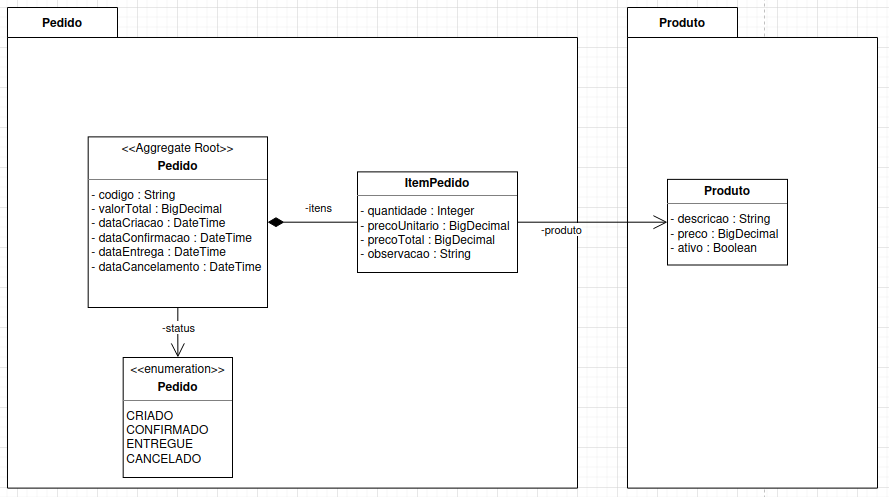 Pedido
Produto
<<Aggregate Root>>
Pedido
- codigo : String
- valorTotal : BigDecimal
- dataCriacao : DateTime
- dataConfirmacao : DateTime
- dataEntrega : DateTime
- dataCancelamento : DateTime
-itens
ItemPedido
- quantidade : Integer
- precoUnitario : BigDecimal
- precoTotal : BigDecimal
- observacao : String
-produto
Produto
- descricao : String
- preco : BigDecimal
- ativo : Boolean
-status
<<enumeration>>
Pedido
CRIADO
CONFIRMADO
ENTREGUE
CANCELADO